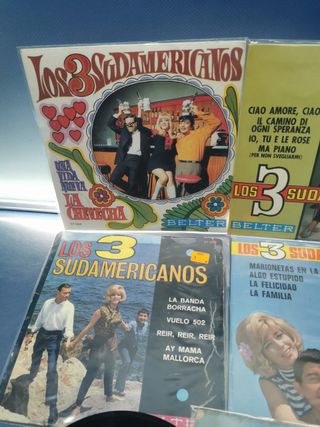 LOS 3 SUDAMERICANOS
UNA
VIDA
NUEVA
LA CHEVECHA
BELTER
CIAO AMORE, CIAO
IL CAMINO DI
OGNI SPERANZA
IO, TU E LE ROSE
MA PIANO
(PER NON SVEGLIARMI)
LOS 3 SUD
BELTER
LOS 3
SUDAMERICANOS
LA BANDA
BORRACHA
VUELO 502
REIR, REIR, REIR
AY MAMA
MALLORCA
BELTER
LOS 3 SUD
MARIONETAS EN LA
ALGO ESTUPIDO
LA FELICIDAD
LA FAMILIA